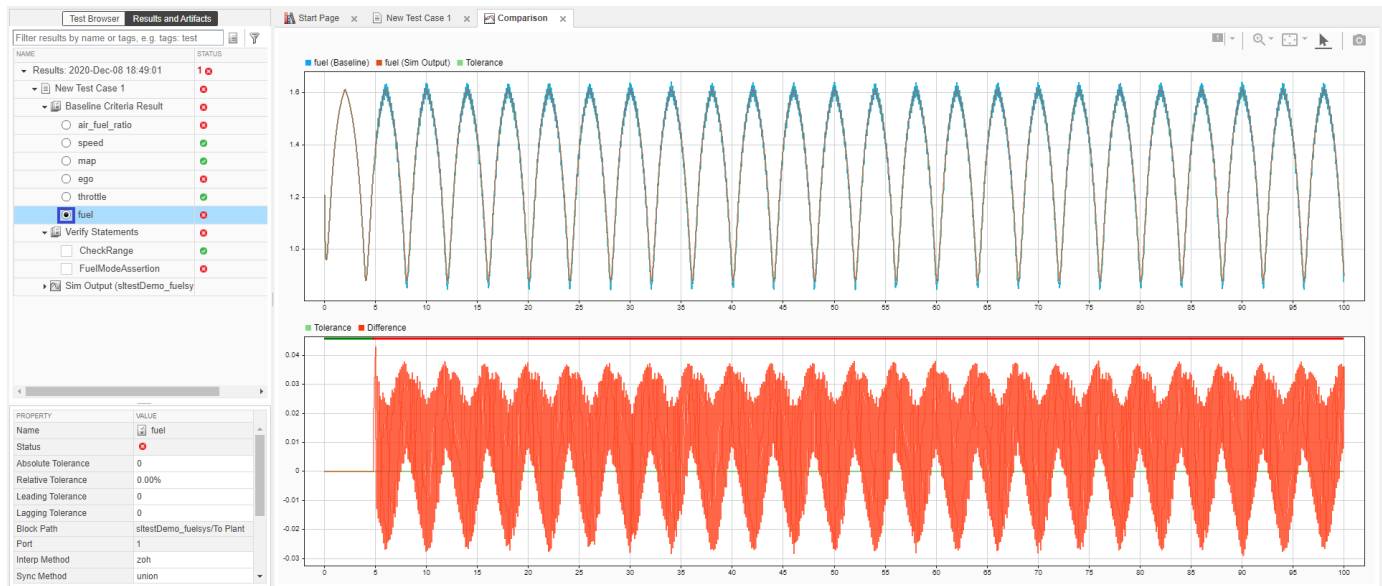 Test Browser Results and Artifacts
Start Page x New Test Case 1 x Comparison x
Filter results by name or tags, e.g. tags: test
NAME STATUS
Results: 2020-Dec-08 18:49:01 1
New Test Case 1
Baseline Criteria Result
air_fuel_ratio
speed
map
ego
throttle
fuel
Verify Statements
CheckRange
FuelModeAssertion
Sim Output (sltestDemo_fuelsy
PROPERTY VALUE
Name fuel
Status
Absolute Tolerance 0
Relative Tolerance 0.00%
Leading Tolerance 0
Lagging Tolerance 0
Block Path sltestDemo_fuelsys/To Plant
Port 1
Interp Method zoh
Sync Method union
1
fuel (Baseline) fuel (Sim Output) Tolerance
1.6
1.4
1.2
1.0
0 5 10 15 20 25 30 35 40 45 50 55 60 65 70 75 80 85 90 95 100
Tolerance Difference
0.04
0.03
0.02
0.01
0
-0.01
-0.02
-0.03
0 5 10 15 20 25 30 35 40 45 50 55 60 65 70 75 80 85 90 95 100